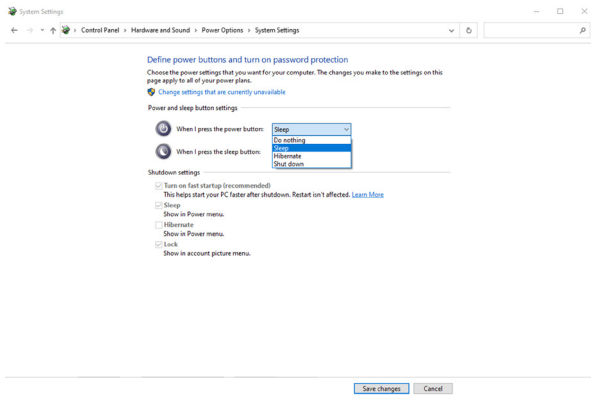 System Settings
Control Panel > Hardware and Sound > Power Options > System Settings
Define power buttons and turn on password protection
Choose the power settings that you want for your computer. The changes you make to the settings on this
page apply to all of your power plans.
Change settings that are currently unavailable
Power and sleep button settings
When I press the power button: Sleep
Do nothing
Sleep
When I press the sleep button:
Hibernate
Shut down
Shutdown settings
Turn on fast startup (recommended)
This helps start your PC faster after shutdown. Restart isn't affected. Learn More
Sleep
Show in Power menu.
Hibernate
Show in Power menu.
Lock
Show in account picture menu.
Save changes Cancel